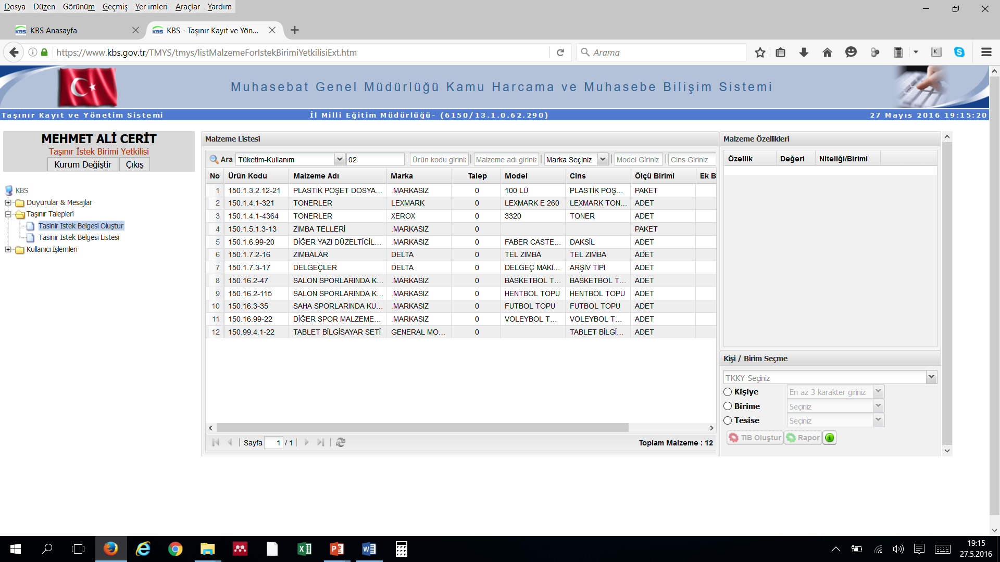 Dosya Düzen Görünüm Geçmiş Yer imleri Araçlar Yardım
KBS Anasayfa
KBS - Taşınır Kayıt ve Yön...
https://www.kbs.gov.tr/TMYS/tmys/listMalzemeForIstekBirimiYetkilisiExt.htm
Arama
Muhasebat Genel Müdürlüğü Kamu Harcama ve Muhasebe Bilişim Sistemi
Taşınır Kayıt ve Yönetim Sistemi İl Milli Eğitim Müdürlüğü- (6150/13.1.0.62.290) 27 Mayıs 2016 19:15:20
MEHMET ALİ CERİT
Taşınır İstek Birimi Yetkilisi
Kurum Değiştir Çıkış
KBS
Duyurular & Mesajlar
Taşınır Talepleri
Tasinir Istek Belgesi Oluştur
Tasinir Istek Belgesi Listesi
Kullanıcı İşlemleri
Malzeme Listesi
Ara Tüketim-Kullanım 02 Ürün kodu giriniz Malzeme adı giriniz Marka Seçiniz Model Giriniz Cins Giriniz
No Ürün Kodu Malzeme Adı Marka Talep Model Cins Ölçü Birimi Ek B
1 150.1.3.2.12-21 PLASTİK POŞET DOSYA... .MARKASIZ 0 100 LÜ PLASTİK POŞ... PAKET
2 150.1.4.1-321 TONERLER LEXMARK 0 LEXMARK E 260 LEXMARK TON... ADET
3 150.1.4.1-4364 TONERLER XEROX 0 3320 TONER ADET
4 150.1.5.1.3-13 ZIMBA TELLERİ .MARKASIZ 0 PAKET
5 150.1.6.99-20 DİĞER YAZI DÜZELTİCİL... .MARKASIZ 0 FABER CASTE... DAKSİL ADET
6 150.1.7.2-16 ZIMBALAR DELTA 0 TEL ZIMBA TEL ZIMBA ADET
7 150.1.7.3-17 DELGEÇLER DELTA 0 DELGEÇ MAKİ... ARŞİV TİPİ ADET
8 150.16.2-47 SALON SPORLARINDA K... .MARKASIZ 0 BASKETBOL T... BASKETBOL T... ADET
9 150.16.2-115 SALON SPORLARINDA K... .MARKASIZ 0 HENTBOL TOPU HENTBOL TOPU ADET
10 150.16.3-35 SAHA SPORLARINDA KU... .MARKASIZ 0 FUTBOL TOPU FUTBOL TOPU ADET
11 150.16.99-22 DİĞER SPOR MALZEME... .MARKASIZ 0 VOLEYBOL T... VOLEYBOL T... ADET
12 150.99.4.1-22 TABLET BİLGİSAYAR SETİ GENERAL MO... 0 TABLET BİLGİ... ADET
Sayfa 1 / 1 Toplam Malzeme : 12
Malzeme Özellikleri
Özellik Değeri Niteliği/Birimi
Kişi / Birim Seçme
TKKY Seçiniz
Kişiye En az 3 karakter giriniz
Birime Seçiniz
Tesise Seçiniz
TIB Oluştur Rapor
19:15
27.5.2016